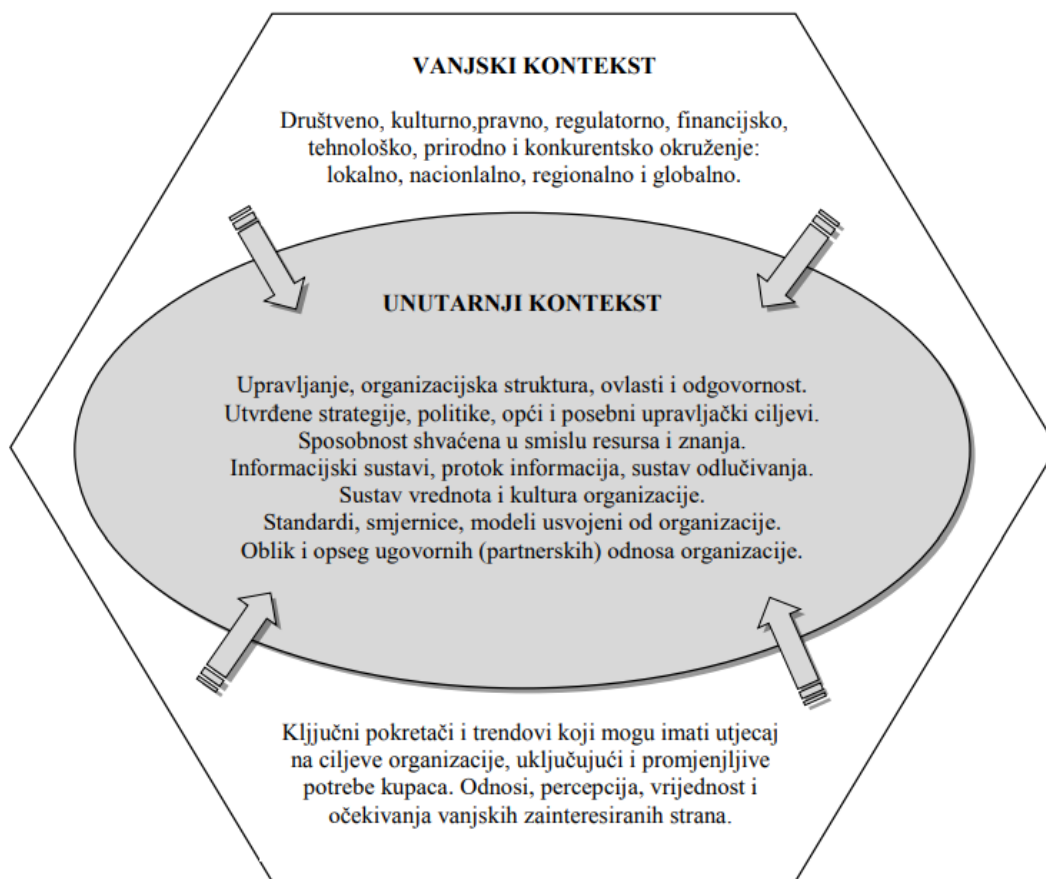 VANJSKI KONTEKST
Društveno, kulturno,pravno, regulatorno, financijsko,
tehnološko, prirodno i konkurentsko okruženje:
lokalno, nacionlalno, regionalno i globalno.
UNUTARNJI KONTEKST
Upravljanje, organizacijska struktura, ovlasti i odgovornost.
Utvrđene strategije, politike, opći i posebni upravljački ciljevi.
Sposobnost shvaćena u smislu resursa i znanja.
Informacijski sustavi, protok informacija, sustav odlučivanja.
Sustav vrednota i kultura organizacije.
Standardi, smjernice, modeli usvojeni od organizacije.
Oblik i opseg ugovornih (partnerskih) odnosa organizacije.
Kljjučni pokretači i trendovi koji mogu imati utjecaj
na ciljeve organizacije, uključujući i promjenjljive
potrebe kupaca. Odnosi, percepcija, vrijednost i
očekivanja vanjskih zainteresiranih strana.